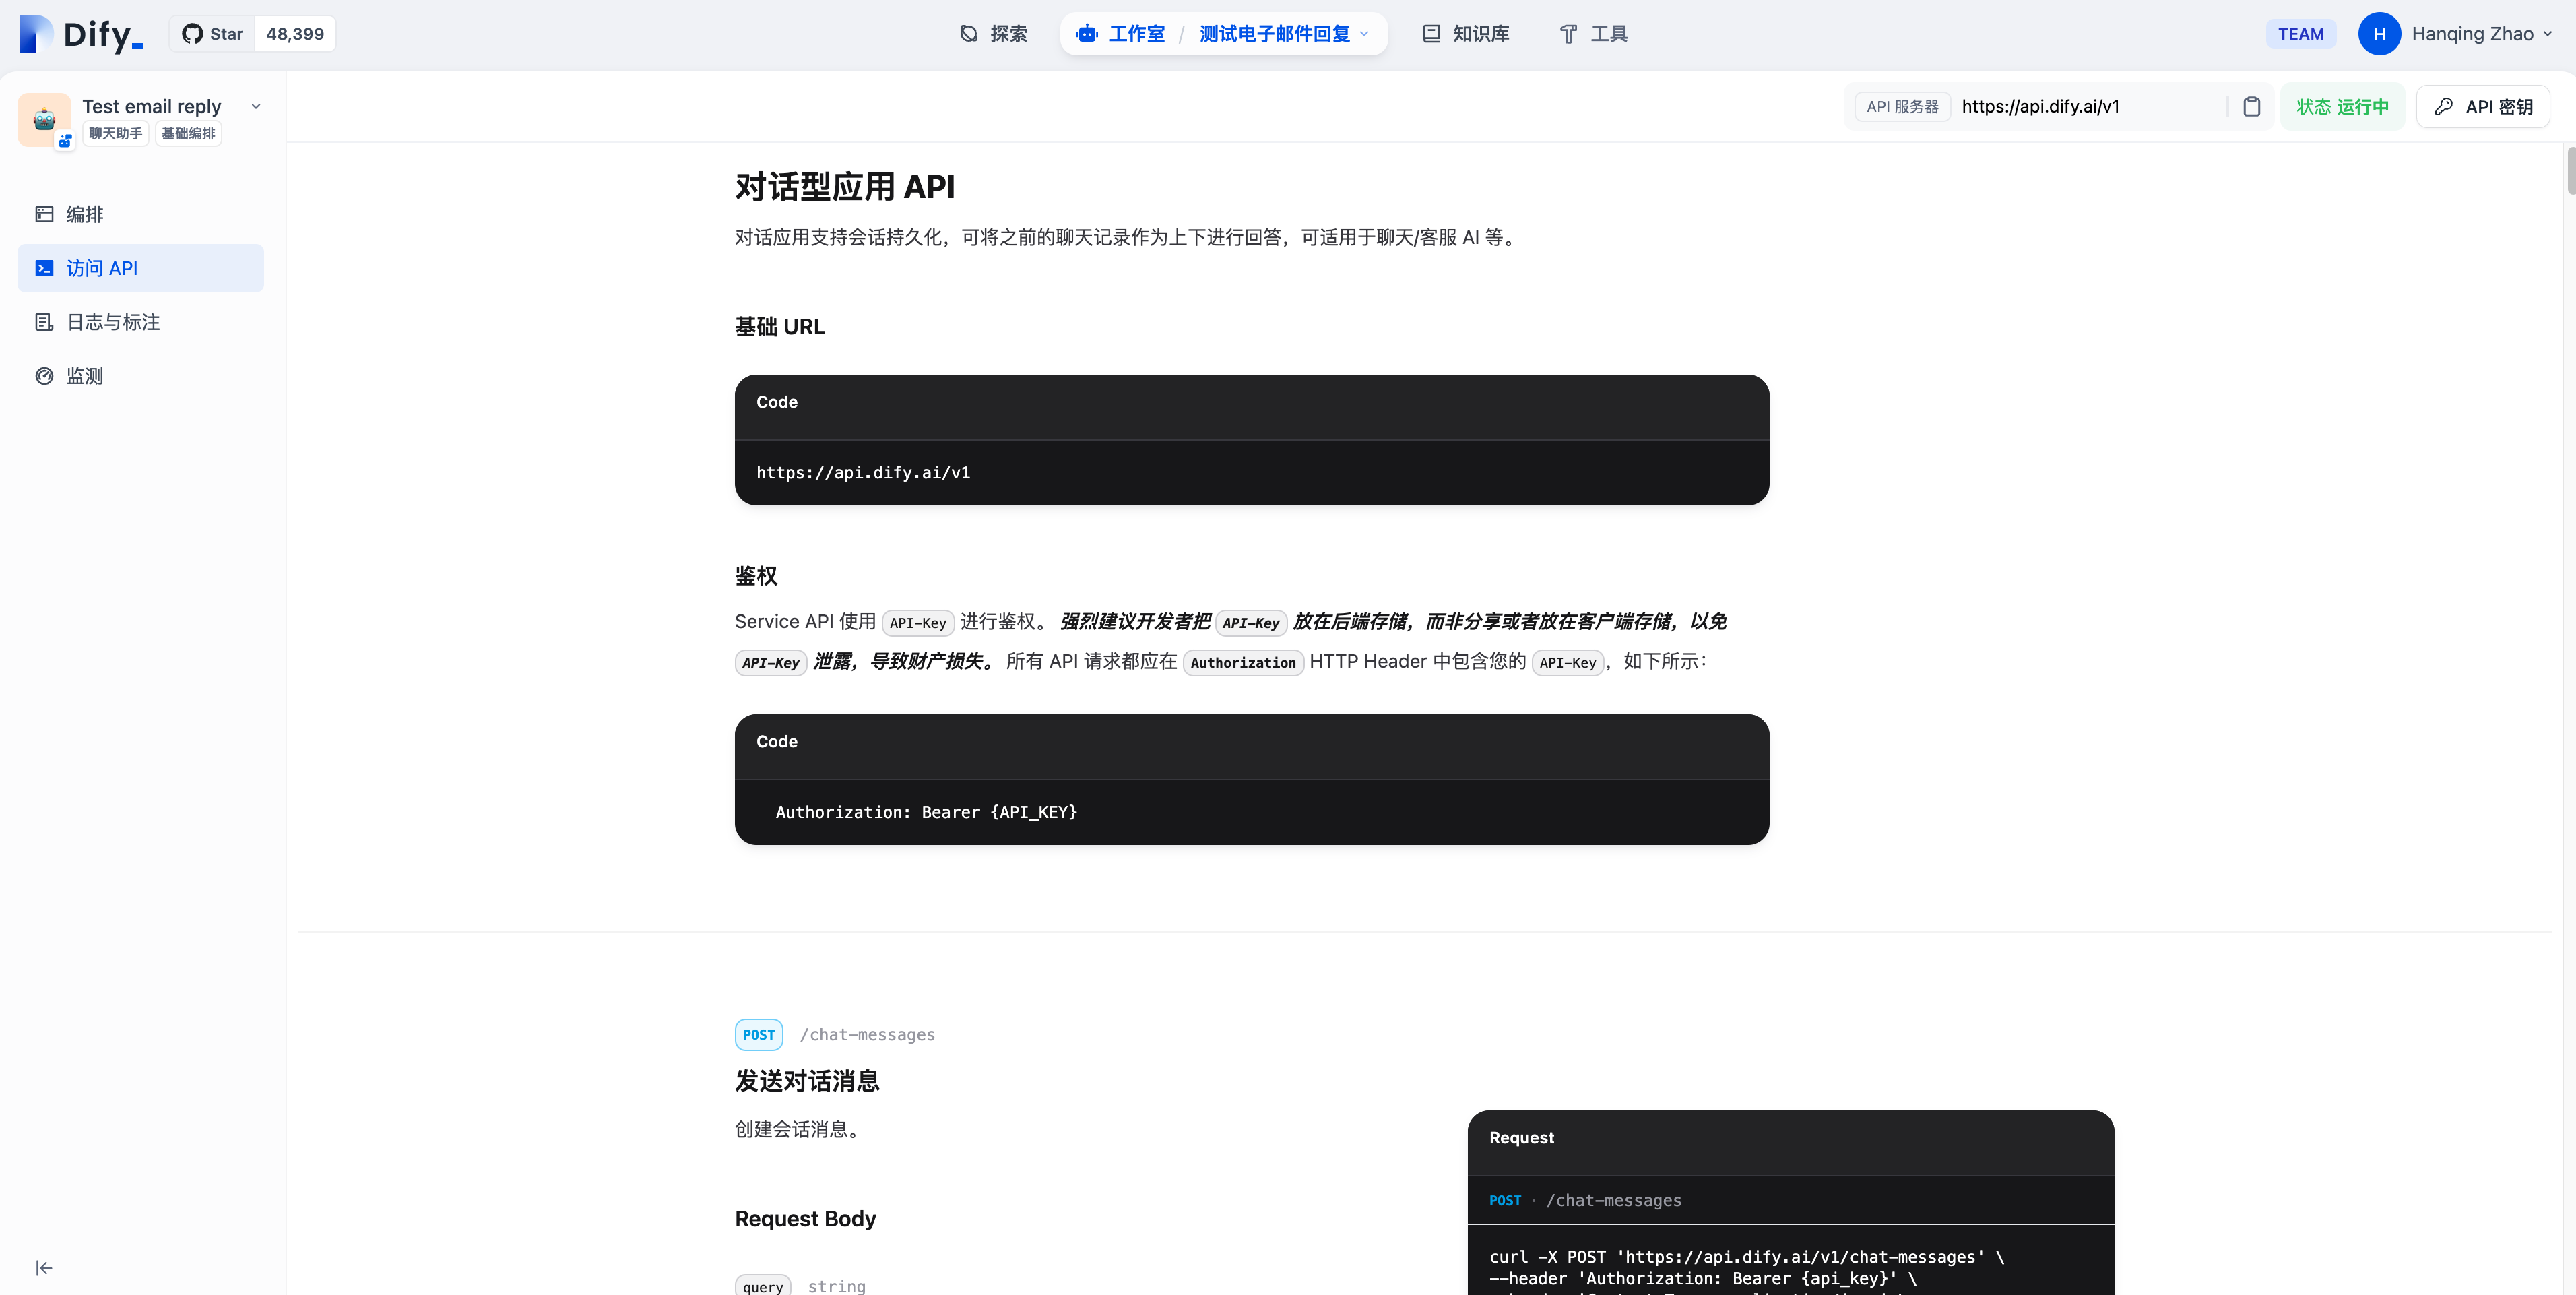 Dify_
Star 48,399
探索
工作室 / 测试电子邮件回复
知识库
工具
TEAM
H
Hanqing Zhao
Test email reply
聊天助手 基础编排
API 服务器 https://api.dify.ai/v1
状态 运行中
API 密钥
编排
访问 API
日志与标注
监测
对话型应用 API
对话应用支持会话持久化，可将之前的聊天记录作为上下进行回答，可适用于聊天/客服 AI 等。
基础 URL
Code
https://api.dify.ai/v1
鉴权
Service API 使用 API-Key 进行鉴权。 强烈建议开发者把 API-Key 放在后端存储，而非分享或者放在客户端存储，以免
API-Key 泄露，导致财产损失。 所有 API 请求都应在 Authorization HTTP Header 中包含您的 API-Key，如下所示：
Code
Authorization: Bearer {API_KEY}
POST /chat-messages
发送对话消息
创建会话消息。
Request Body
query string
Request
POST · /chat-messages
curl -X POST 'https://api.dify.ai/v1/chat-messages' \
--header 'Authorization: Bearer {api_key}' \